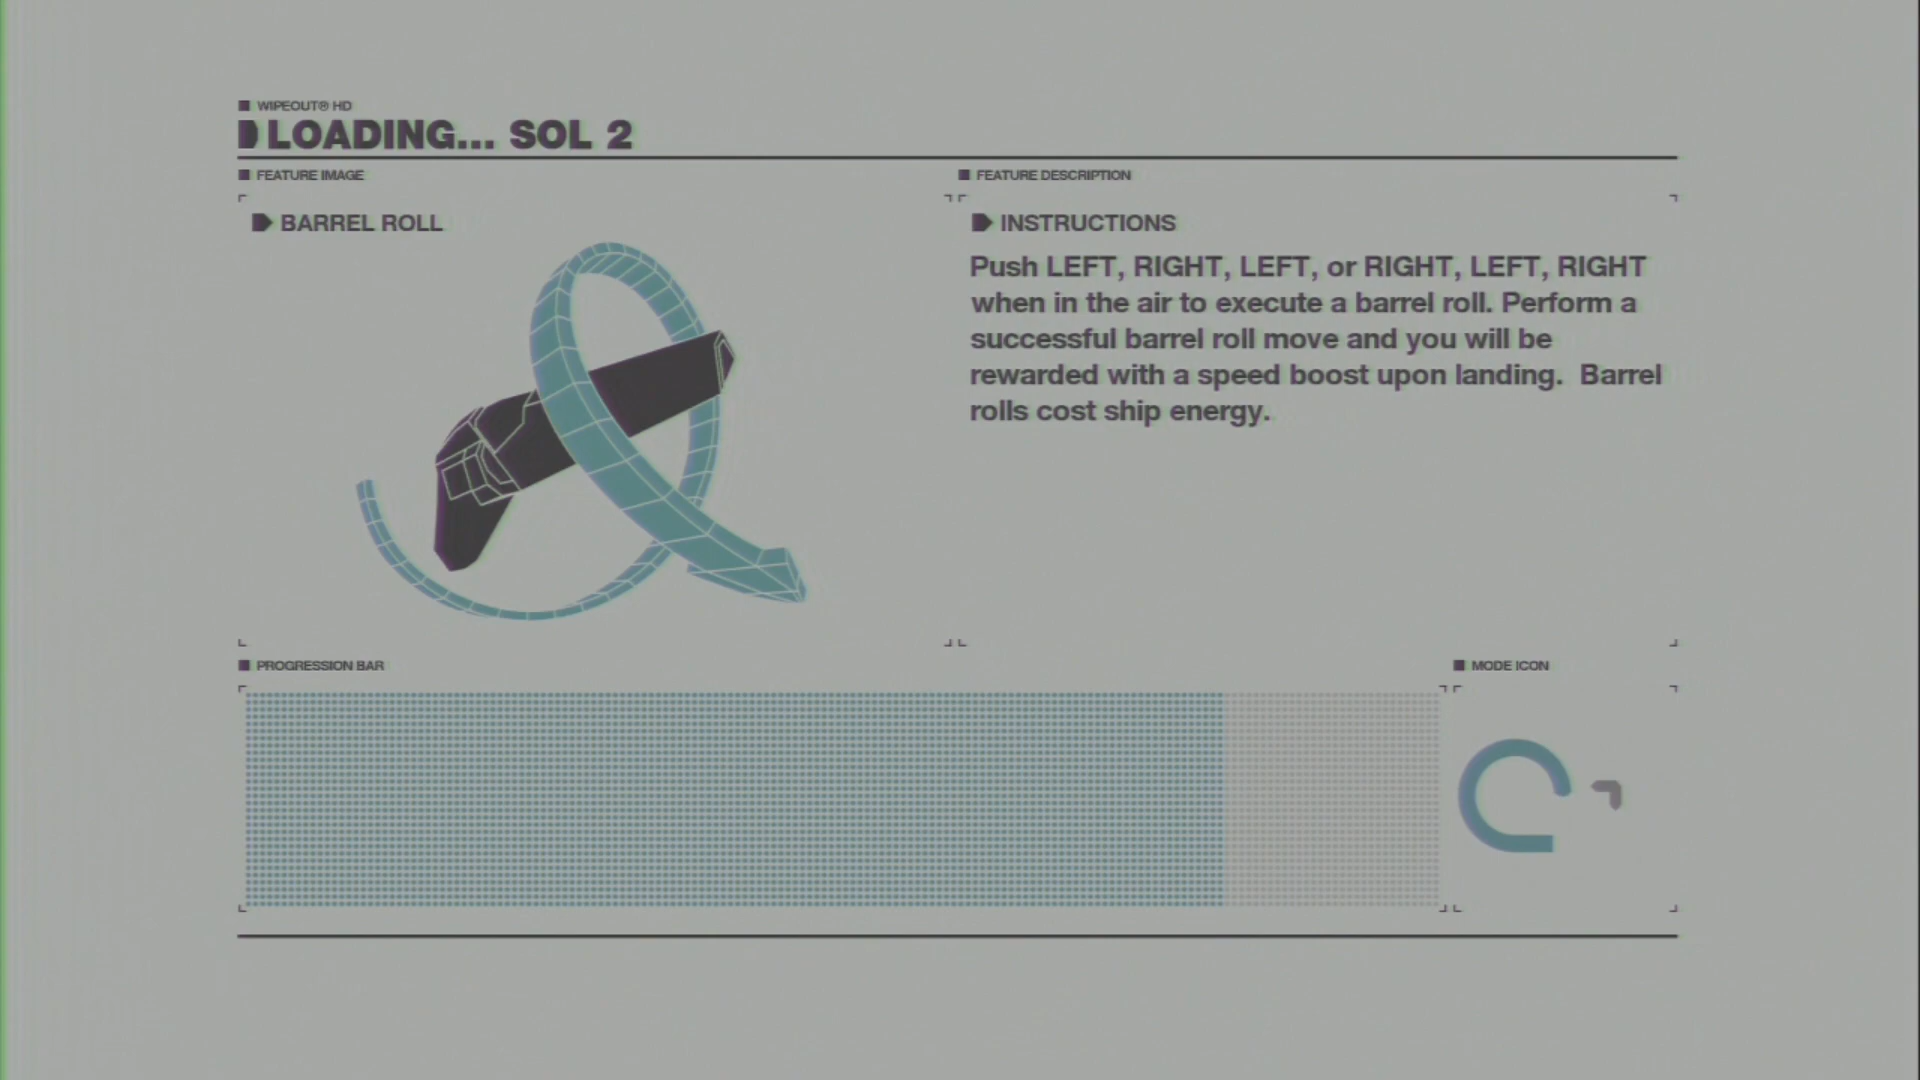 WIPEOUT® HD
LOADING... SOL 2
FEATURE IMAGE
FEATURE DESCRIPTION
BARREL ROLL
INSTRUCTIONS
Push LEFT, RIGHT, LEFT, or RIGHT, LEFT, RIGHT
when in the air to execute a barrel roll. Perform a
successful barrel roll move and you will be
rewarded with a speed boost upon landing.  Barrel
rolls cost ship energy.
PROGRESSION BAR
MODE ICON